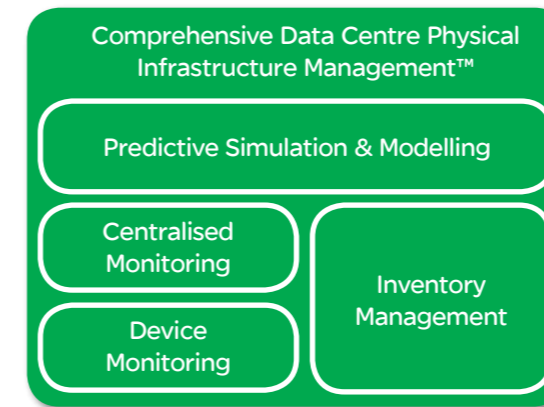 Comprehensive Data Centre Physical
Infrastructure Management™
Predictive Simulation & Modelling
Centralised
Monitoring
Inventory
Management
Device
Monitoring